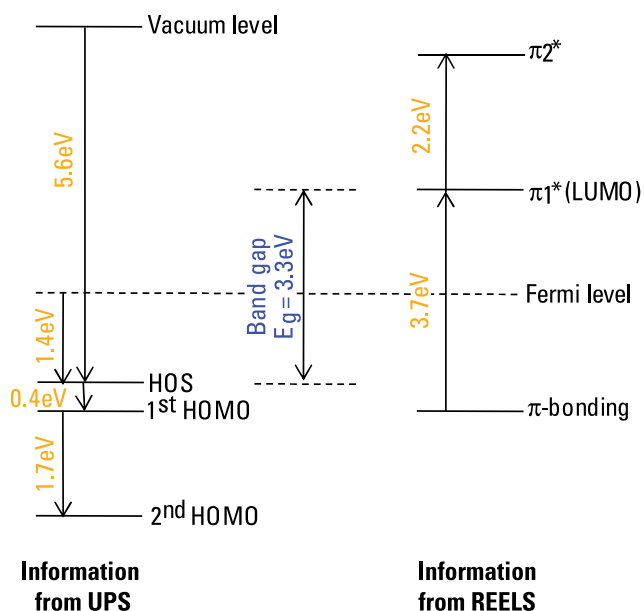 Vacuum level
π2*
5.6eV
2.2eV
π1*(LUMO)
Band gap
Eg = 3.3eV
3.7eV
Fermi level
1.4eV
HOS
0.4eV
1st HOMO
π-bonding
1.7eV
2nd HOMO
Information
from UPS
Information
from REELS